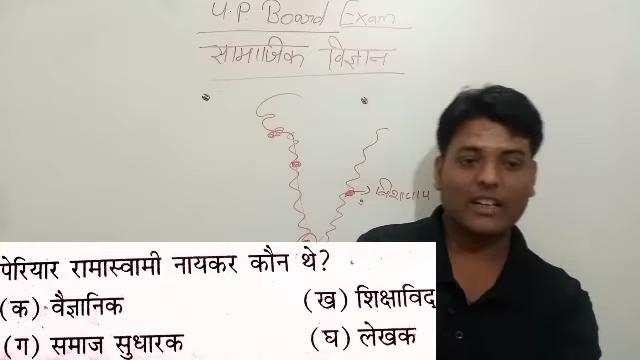 U.P Board Exam
सामाजिक विज्ञान
पेरियार रामास्वामी नायकर कौन थे?
(क) वैज्ञानिक (ख) शिक्षाविद्
(ग) समाज सुधारक (घ) लेखक